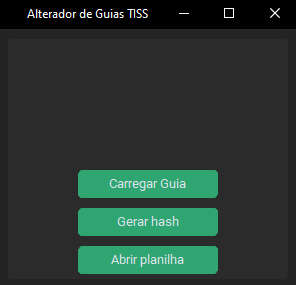 Alterador de Guias TISS
Carregar Guia
Gerar hash
Abrir planilha